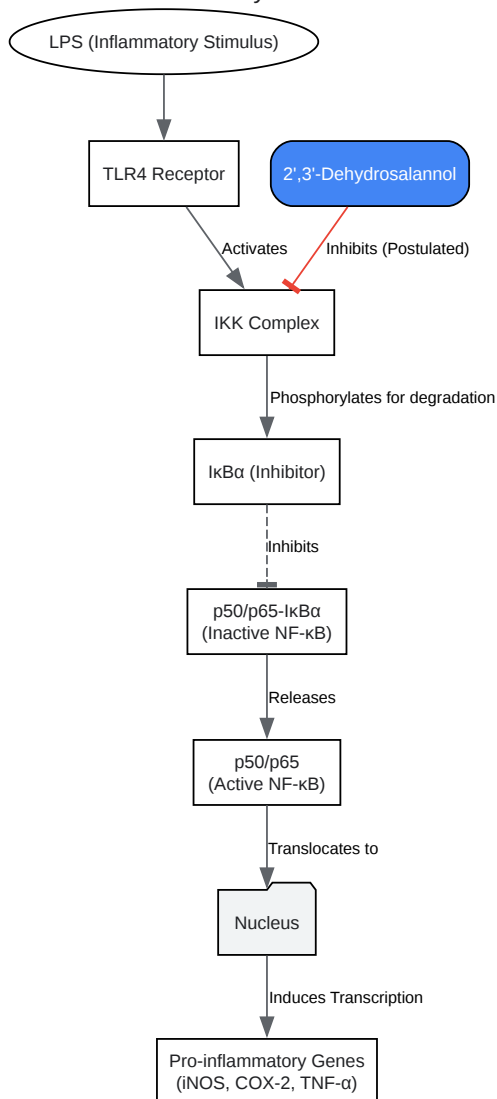 LPS (Inflammatory Stimulus)
TLR4 Receptor
2',3'-Dehydrosalannol
Activates
Inhibits (Postulated)
IKK Complex
Phosphorylates for degradation
IκBα (Inhibitor)
Inhibits
p50/p65-IκBα
(Inactive NF-κB)
Releases
p50/p65
(Active NF-κB)
Translocates to
Nucleus
Induces Transcription
Pro-inflammatory Genes
(iNOS, COX-2, TNF-α)